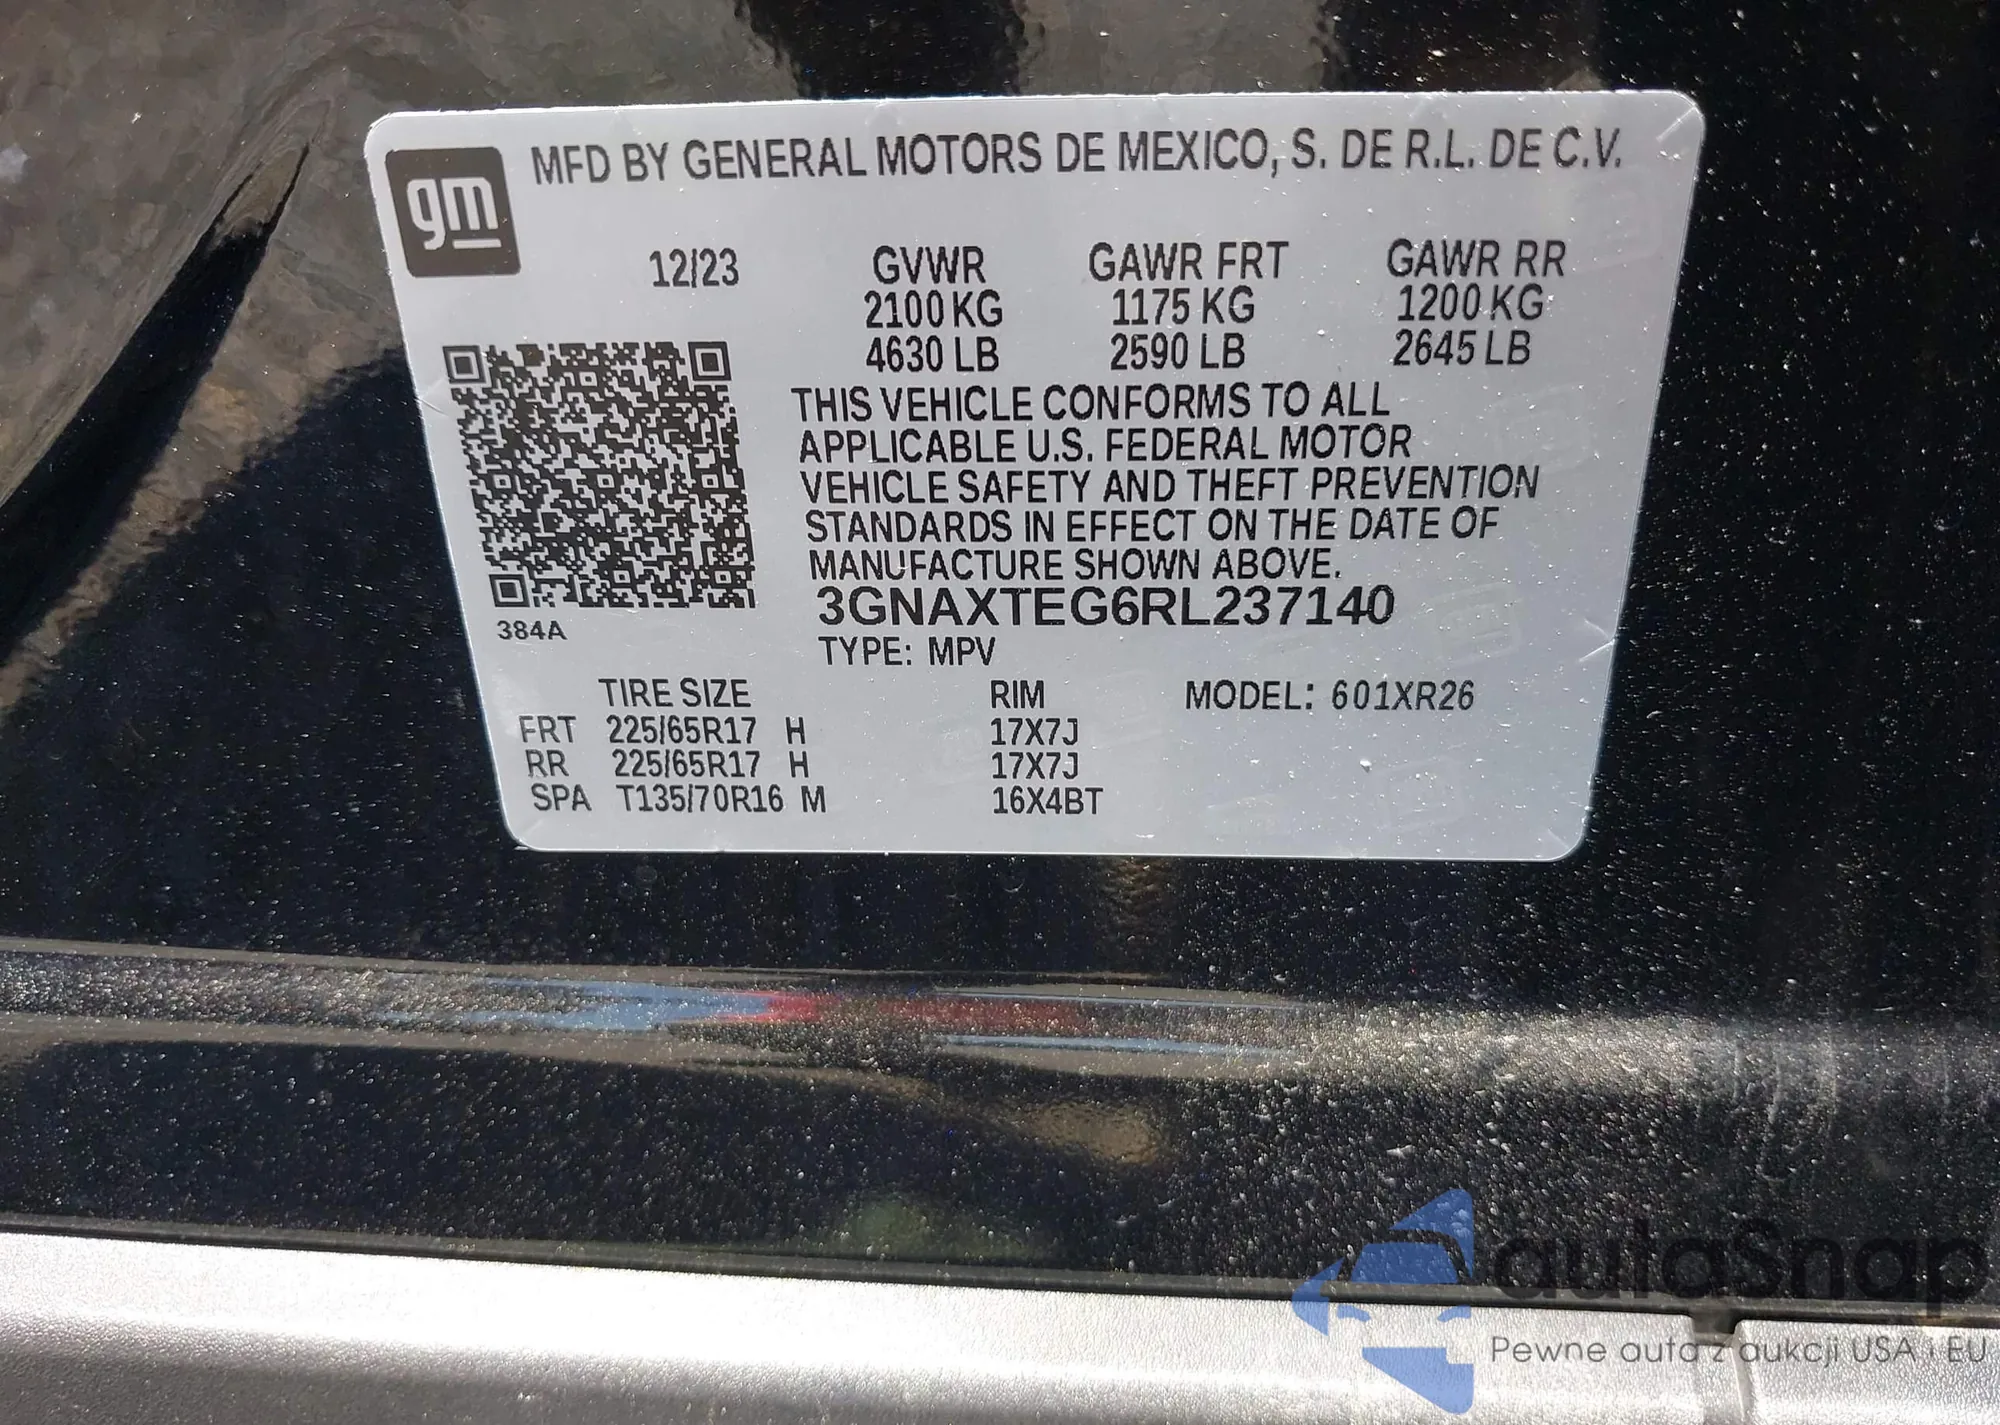 gm
MFD BY GENERAL MOTORS DE MEXICO, S. DE R.L. DE C.V.
12/23 GVWR GAWR FRT GAWR RR
2100 KG 1175 KG 1200 KG
4630 LB 2590 LB 2645 LB
THIS VEHICLE CONFORMS TO ALL
APPLICABLE U.S. FEDERAL MOTOR
VEHICLE SAFETY AND THEFT PREVENTION
STANDARDS IN EFFECT ON THE DATE OF
MANUFACTURE SHOWN ABOVE.
3GNAXTEG6RL237140
384A
TYPE: MPV
TIRE SIZE RIM MODEL: 601XR26
FRT 225/65R17 H 17X7J
RR 225/65R17 H 17X7J
SPA T135/70R16 M 16X4BT
autaSnap
Pewne auta z aukcji USA i EU